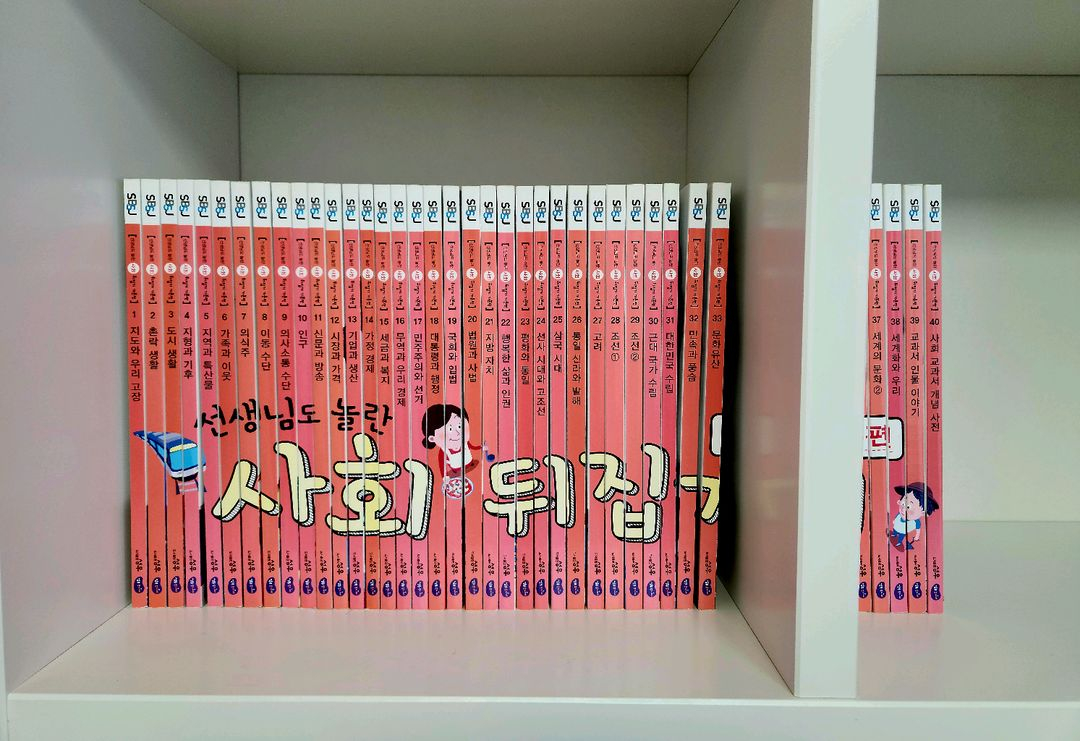 SBJ
1 지도와 우리 고장
2 촌락 생활
3 도시 생활
4 지형과 기후
5 지역과 특산물
6 가족과 이웃
7 의식주
8 이동 수단
9 의사소통 수단
10 인구
11 신문과 방송
12 시장과 가격
13 기업과 생산
14 가정 경제
15 세금과 복지
16 무역과 우리 경제
17 민주주의와 선거
18 대통령과 행정
19 국회와 입법
20 법원과 사법
21 지방 자치
22 행복한 삶과 인권
23 평화와 통일
24 선사 시대와 고조선
25 삼국 시대
26 통일 신라와 발해
27 고려
28 조선 ①
29 조선 ②
30 근대 국가 수립
31 대한민국 수립
32 민속과 풍습
33 문화유산
37 세계의 문화 ②
38 세계화와 우리
39 교과서 인물 이야기
40 사회 교과서 개념 사전
선생님도 놀란
사회 뒤집
편